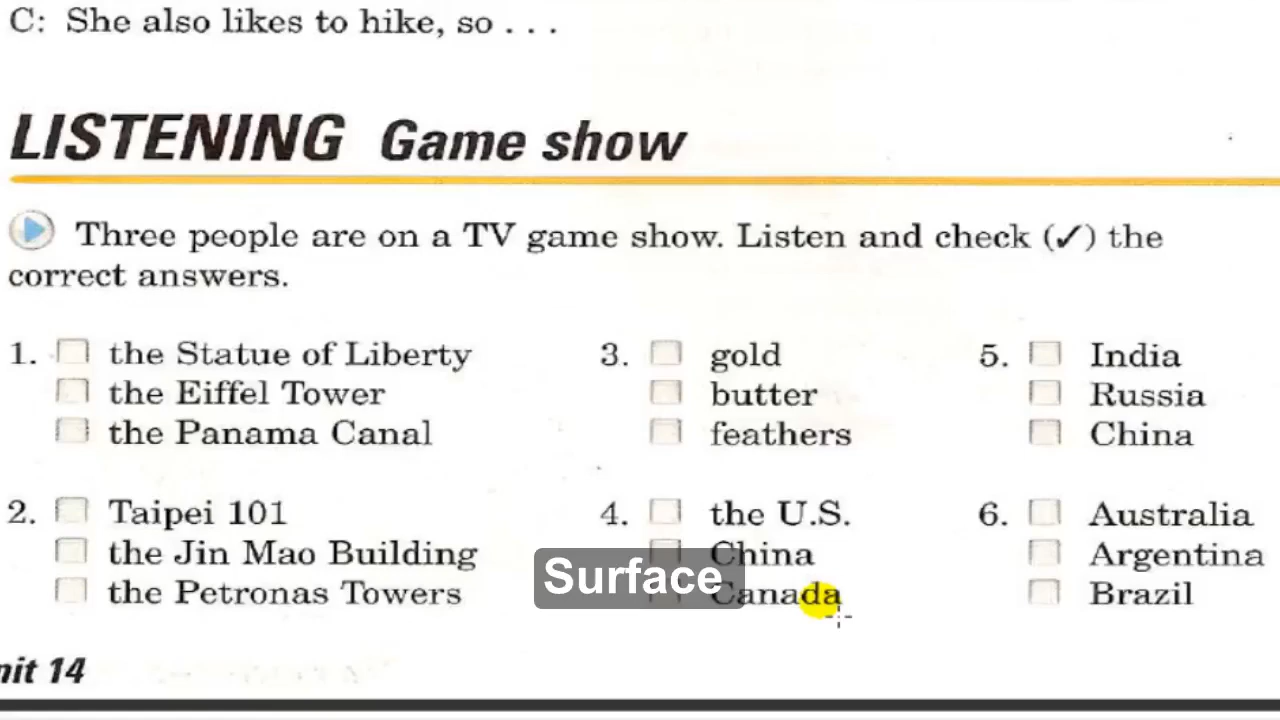 C: She also likes to hike, so . . .
LISTENING Game show
Three people are on a TV game show. Listen and check (✓) the
correct answers.
1. the Statue of Liberty
the Eiffel Tower
the Panama Canal
2. Taipei 101
the Jin Mao Building
the Petronas Towers
3. gold
butter
feathers
4. the U.S.
China
Canada
5. India
Russia
China
6. Australia
Argentina
Brazil
Surface
nit 14